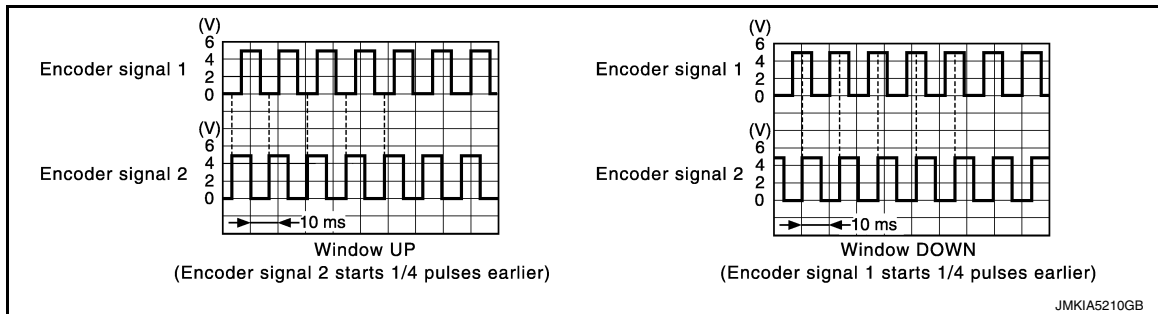 (V)
6
4
2
0
Encoder signal 1
(V)
6
4
2
0
Encoder signal 2
10 ms
Window UP
(Encoder signal 2 starts 1/4 pulses earlier)
(V)
6
4
2
0
Encoder signal 1
(V)
6
4
2
0
Encoder signal 2
10 ms
Window DOWN
(Encoder signal 1 starts 1/4 pulses earlier)
JMKIA5210GB